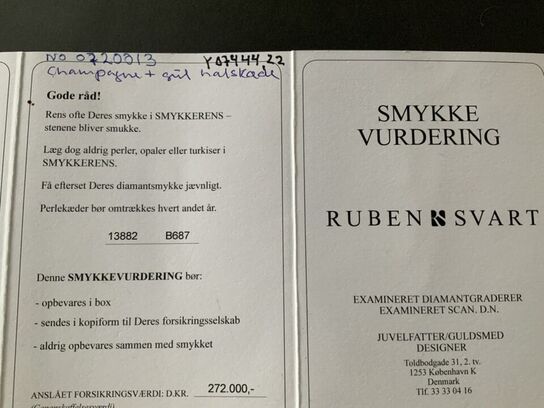 No 0720013 Y0744422
Champagne + gul halskæde
Gode råd!
Rens ofte Deres smykke i SMYKKERENS –
stenene bliver smukke.
Læg dog aldrig perler, opaler eller turkiser i
SMYKKERENS.
Få efterset Deres diamantsmykke jævnligt.
Perlekæder bør omtrækkes hvert andet år.
13882 B687
Denne SMYKKEVURDERING bør:
- opbevares i box
- sendes i kopiform til Deres forsikringsselskab
- aldrig opbevares sammen med smykket
ANSLÅET FORSIKRINGSVÆRDI: D.KR. 272.000,-
(Genanskaffelsesværdi)
SMYKKE
VURDERING
RUBEN SVART
EXAMINERET DIAMANTGRADERER
EXAMINERET SCAN. D.N.
JUVELFATTER/GULDSMED
DESIGNER
Toldbodgade 31, 2. tv.
1253 København K
Denmark
Tlf. 33 33 04 16